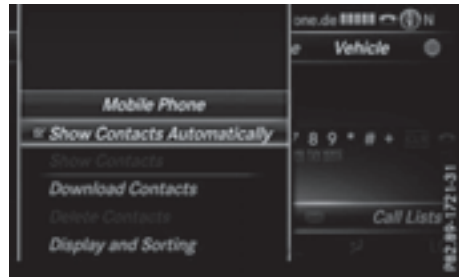 one.de N
e Vehicle
Mobile Phone
Show Contacts Automatically
7 8 9 * # +
Show Contacts
Download Contacts
Call Lists
Delete Contacts
Display and Sorting
P82.89-1721-31